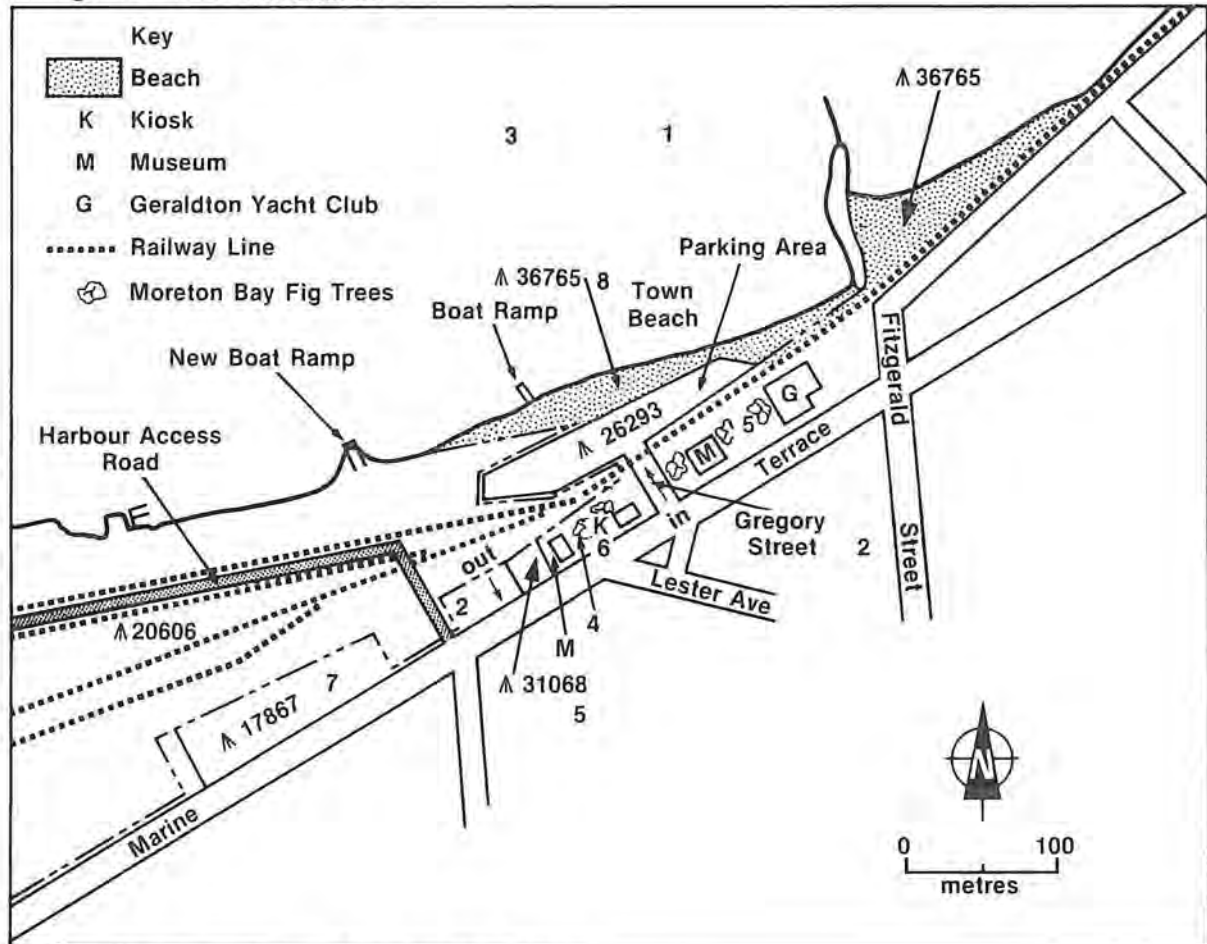 Key
Beach
K Kiosk
M Museum
G Geraldton Yacht Club
Railway Line
Moreton Bay Fig Trees
3
1
36765
Parking Area
36765
8
Town
Beach
Boat Ramp
New Boat Ramp
Harbour Access
Road
26293
G
5
M
Terrace
Fitzgerald
Street
K
6
in
Gregory
Street
2
out
2
Lester Ave
4
M
20606
31068
5
7
17867
Marine
N
0 100
metres